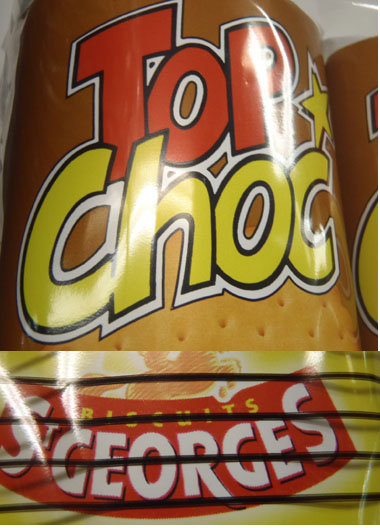 TOP
Choc
BISCUITS
ST GEORGES